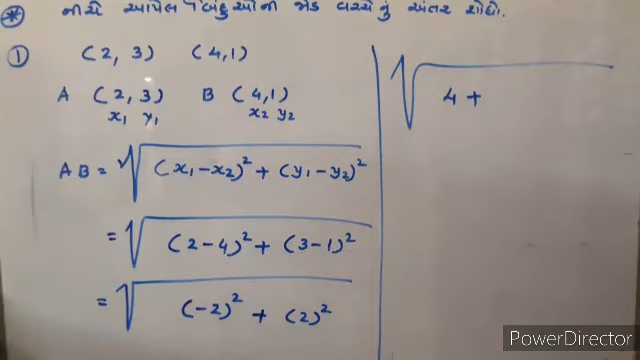 * નીચે આપેલ બિંદુઓની જોડ વચ્ચેનું અંતર શોધો.
① (2, 3) (4,1)
A (2, 3) B (4,1)
x₁ y₁ x₂ y₂
AB = √(x₁-x₂)² + (y₁-y₂)²
= √(2-4)² + (3-1)²
= √(-2)² + (2)²
√4 +
PowerDirector